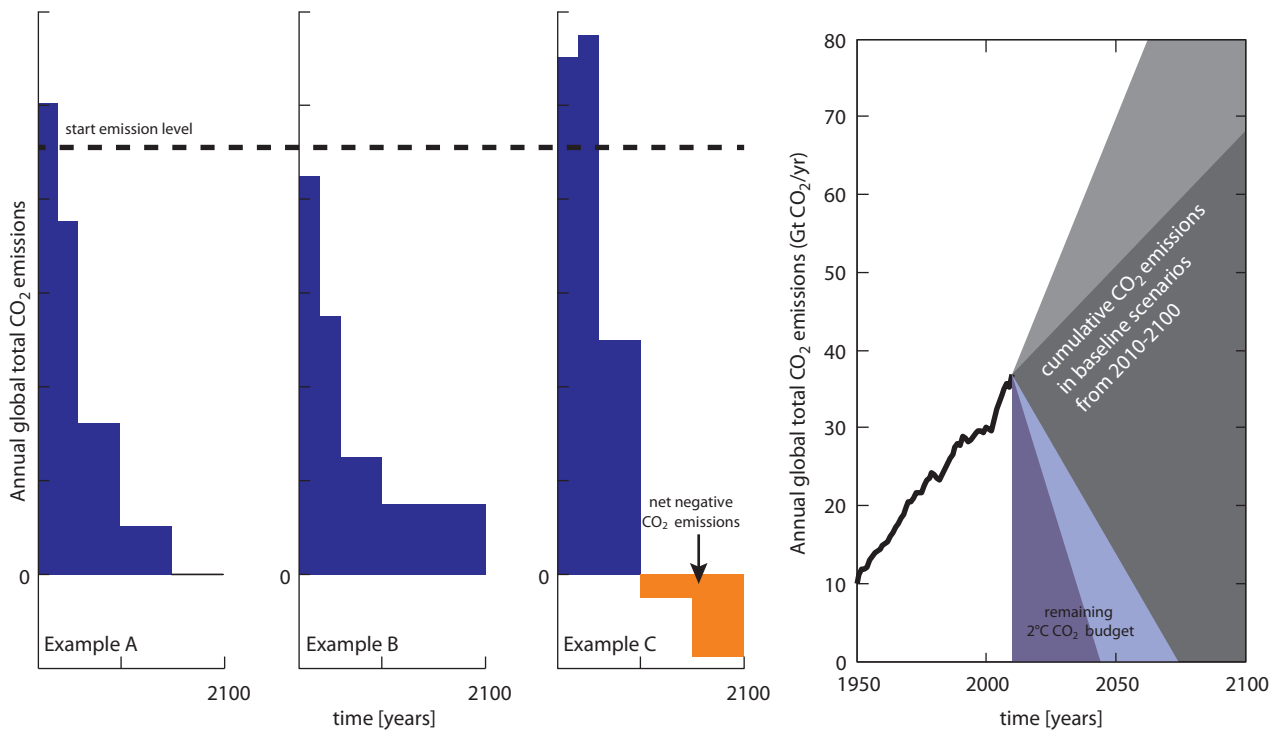 Annual global total CO₂ emissions
start emission level
0
Example A
2100
0
Example B
2100
time [years]
0
net negative
CO₂ emissions
Example C
2100
Annual global total CO₂ emissions (Gt CO₂/yr)
80
70
60
50
40
30
20
10
0
cumulative CO₂ emissions
in baseline scenarios
from 2010-2100
remaining
2°C CO₂ budget
1950
2000
2050
2100
time [years]